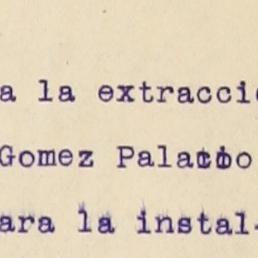 a la extracci
Gomez Palacio
ara la instal-